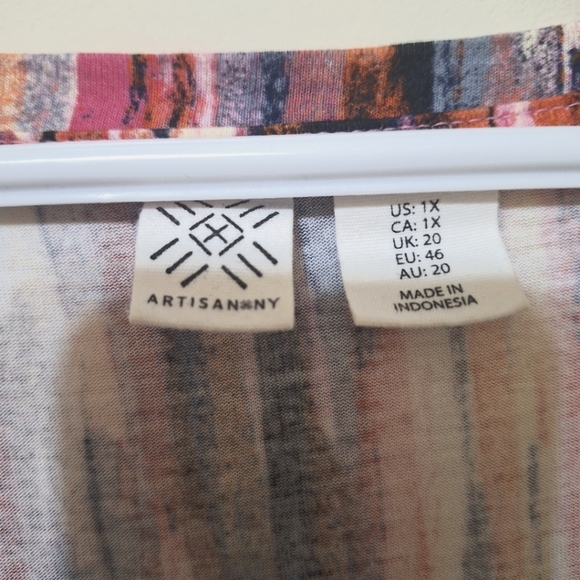 ARTISAN NY
US: 1X
CA: 1X
UK: 20
EU: 46
AU: 20
MADE IN
INDONESIA